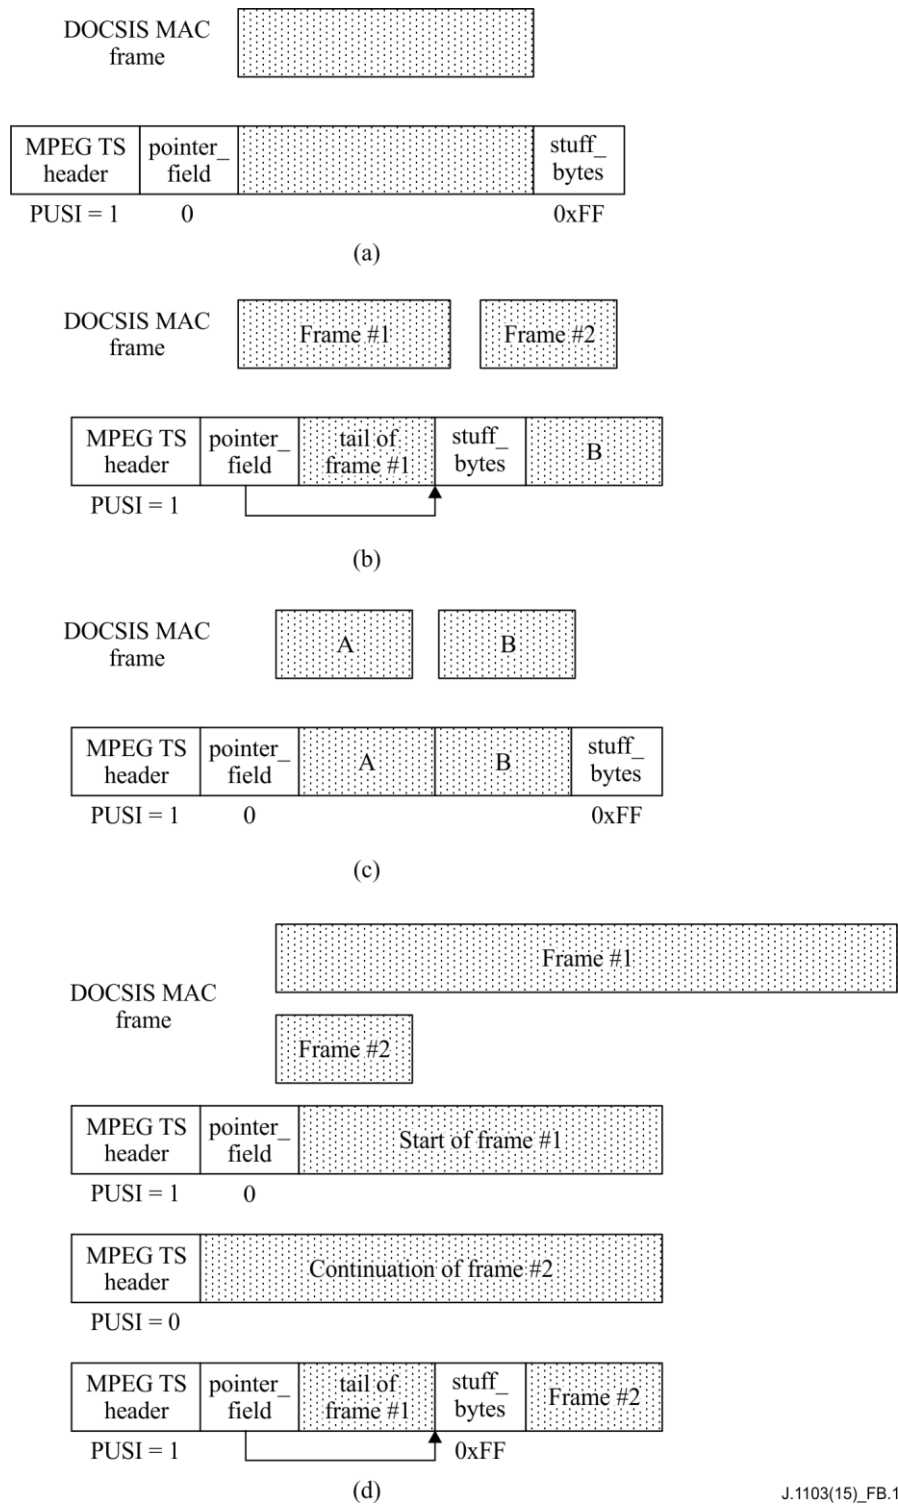 DOCSIS MAC
frame
MPEG TS
header
pointer_
field
stuff_
bytes
PUSI = 1
0
0xFF
(a)
DOCSIS MAC
frame
Frame #1
Frame #2
MPEG TS
header
pointer_
field
tail of
frame #1
stuff_
bytes
B
PUSI = 1
(b)
DOCSIS MAC
frame
A
B
MPEG TS
header
pointer_
field
A
B
stuff_
bytes
PUSI = 1
0
0xFF
(c)
Frame #1
DOCSIS MAC
frame
Frame #2
MPEG TS
header
pointer_
field
Start of frame #1
PUSI = 1
0
MPEG TS
header
Continuation of frame #2
PUSI = 0
MPEG TS
header
pointer_
field
tail of
frame #1
stuff_
bytes
Frame #2
PUSI = 1
0xFF
(d)
J.1103(15)_FB.1